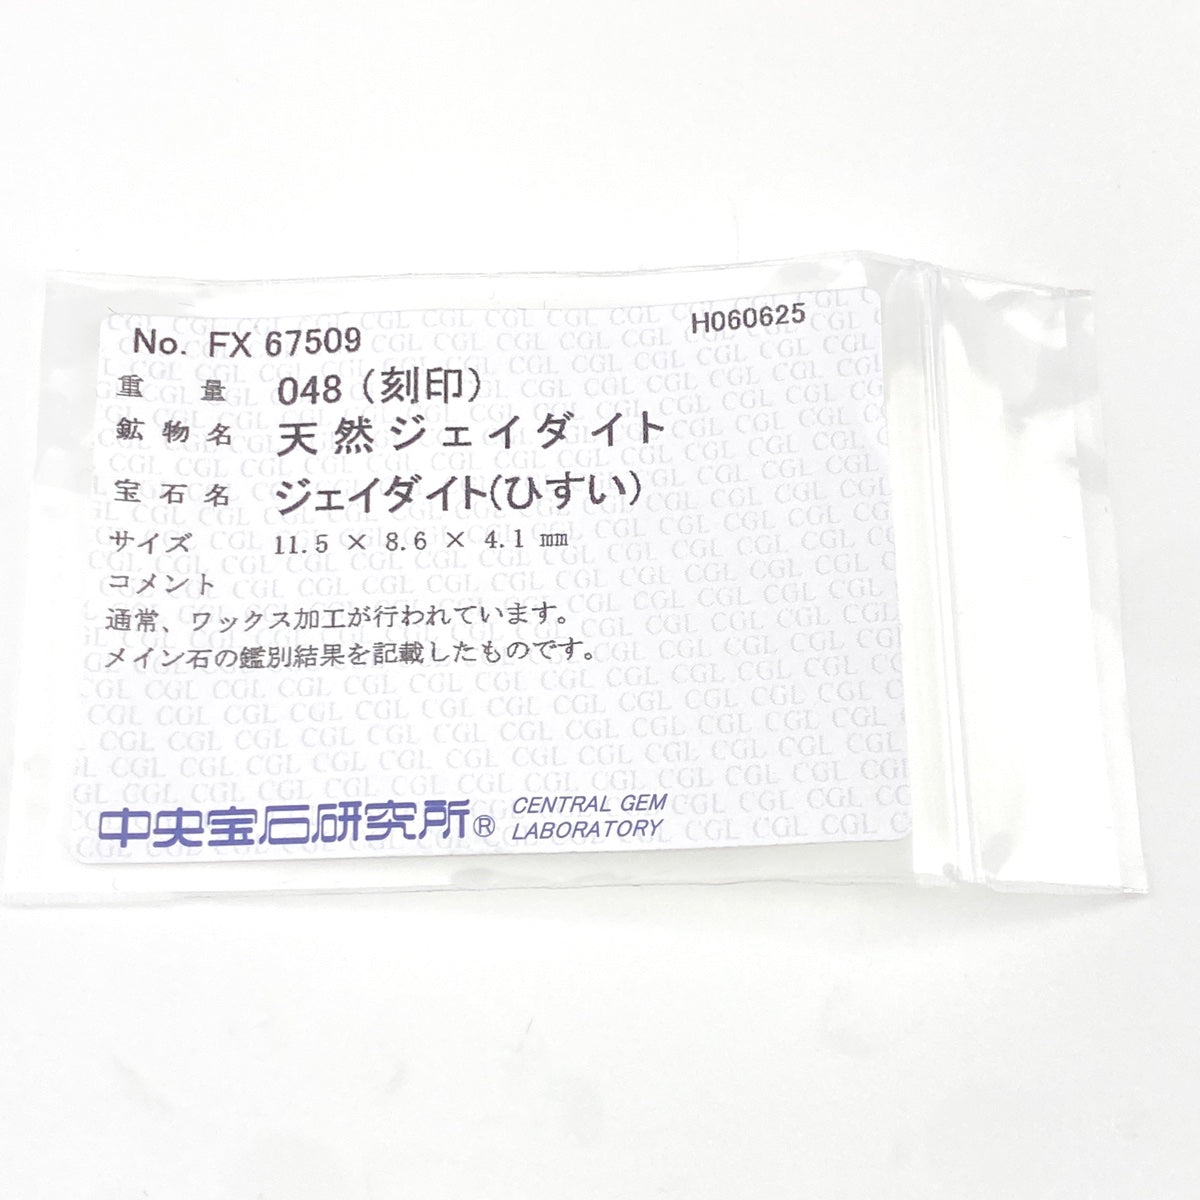 No. FX 67509
H060625
重量 048(刻印)
鉱物名 天然ジェイダイト
宝石名 ジェイダイト(ひすい)
サイズ 11.5 × 8.6 × 4.1 mm
コメント
通常、ワックス加工が行われています。
メイン石の鑑別結果を記載したものです。
中央宝石研究所® CENTRAL GEM
LABORATORY